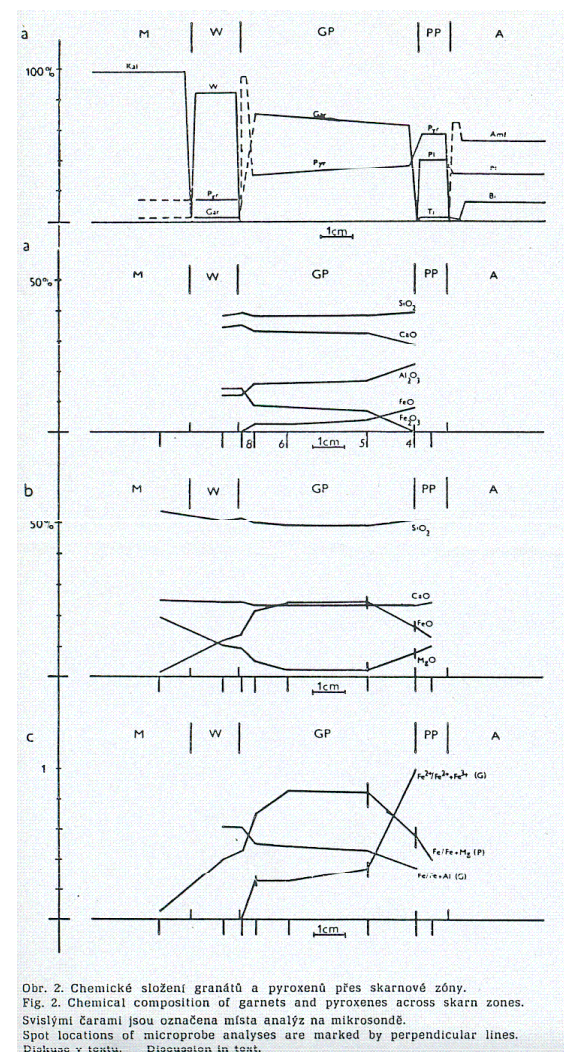 a M W GP PP A
Kal
100%
W
Gar
Pyr
Pyr
Pl
Amf
Pl
Bi
Pyr
Gar
Ti
1cm
a M W GP PP A
50%
SiO2
CaO
Al2O3
FeO
Fe2O3
8 6 1cm 5 4
b M W GP PP A
50%
SiO2
CaO
FeO
MgO
1cm
c M W GP PP A
1
Fe2+/Fe2++Fe3+ (G)
Fe/Fe+Mg (P)
Fe/Fe+Al (G)
1cm
Obr. 2. Chemické složení granátů a pyroxenů přes skarnové zóny.
Fig. 2. Chemical composition of garnets and pyroxenes across skarn zones.
Svislými čarami jsou označena místa analýz na mikrosondě.
Spot locations of microprobe analyses are marked by perpendicular lines.
Diskuse v textu. Discussion in text.